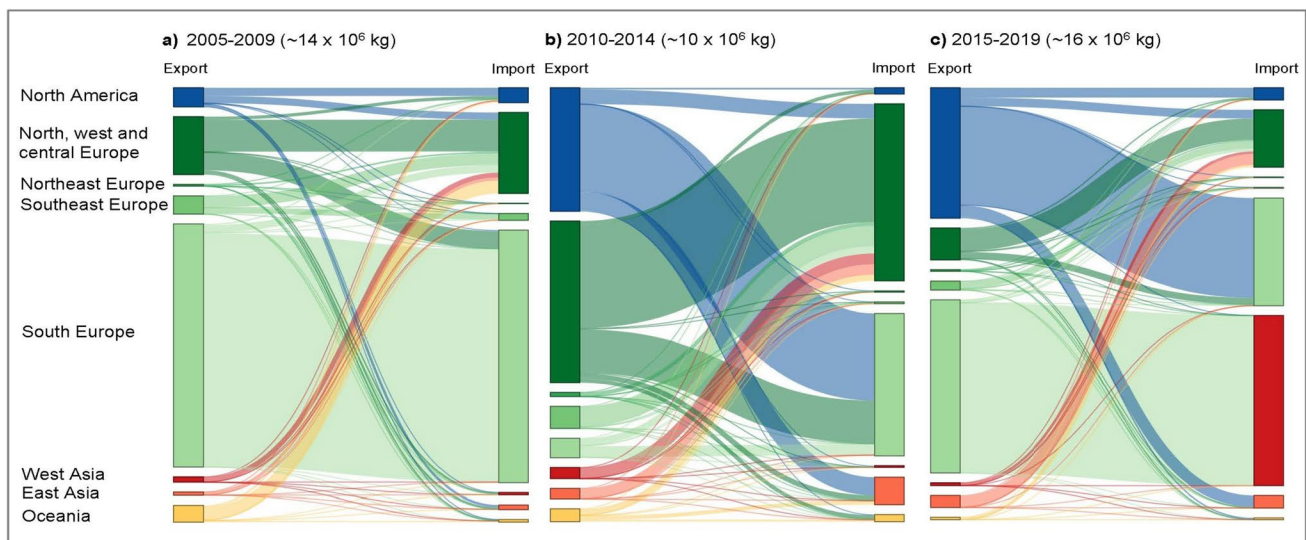 a) 2005-2009 (~14 x 10⁶ kg)
b) 2010-2014 (~10 x 10⁶ kg)
c) 2015-2019 (~16 x 10⁶ kg)
Export
Import
Export
Import
Export
Import
North America
North, west and
central Europe
Northeast Europe
Southeast Europe
South Europe
West Asia
East Asia
Oceania